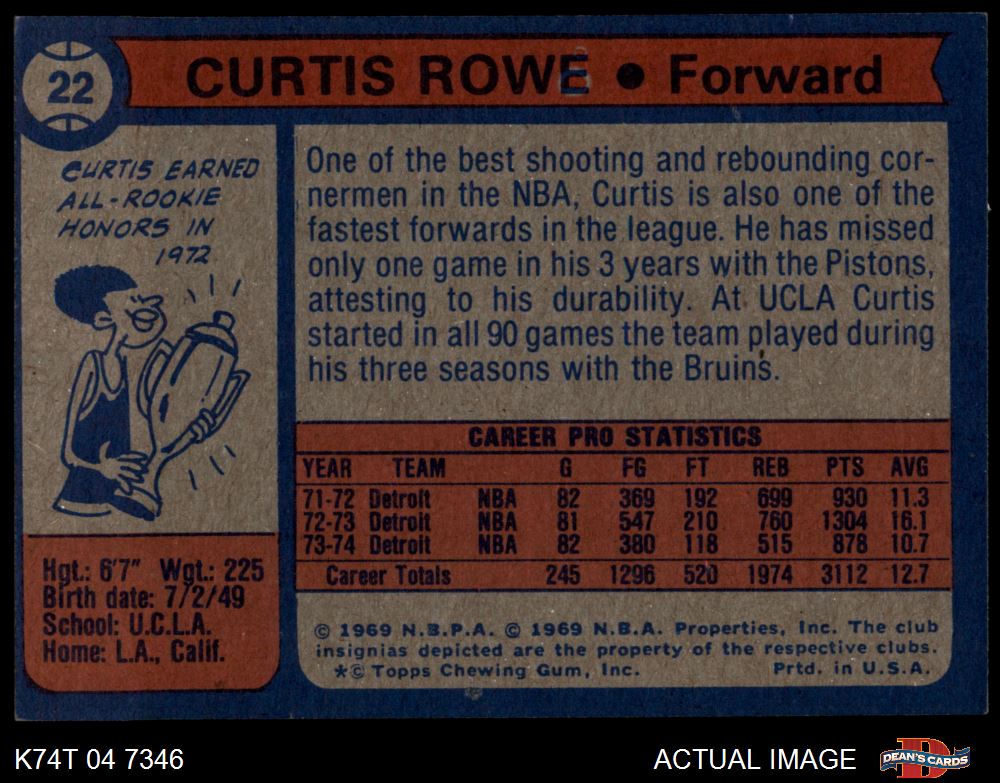 22
CURTIS ROWE ● Forward
CURTIS EARNED
ALL-ROOKIE
HONORS IN
1972
One of the best shooting and rebounding cor-
nermen in the NBA, Curtis is also one of the
fastest forwards in the league. He has missed
only one game in his 3 years with the Pistons,
attesting to his durability. At UCLA Curtis
started in all 90 games the team played during
his three seasons with the Bruins.
CAREER PRO STATISTICS
YEAR TEAM G FG FT REB PTS AVG
71-72 Detroit NBA 82 369 192 699 930 11.3
72-73 Detroit NBA 81 547 210 760 1304 16.1
73-74 Detroit NBA 82 380 118 515 878 10.7
Career Totals 245 1296 520 1974 3112 12.7
Hgt.: 6'7" Wgt.: 225
Birth date: 7/2/49
School: U.C.L.A.
Home: L.A., Calif.
© 1969 N.B.P.A. © 1969 N.B.A. Properties, Inc. The club
insignias depicted are the property of the respective clubs.
*© Topps Chewing Gum, Inc. Prtd. in U.S.A.
K74T 04 7346
ACTUAL IMAGE
D
DEAN'S CARDS